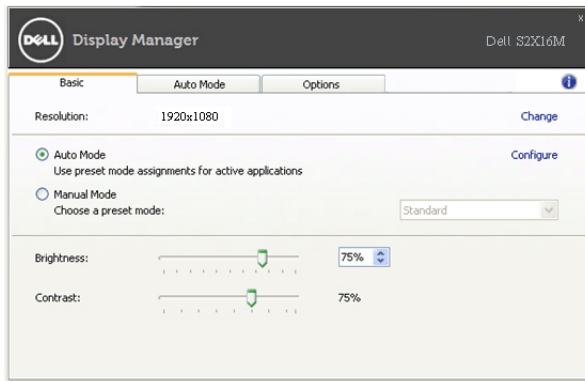 DELL Display Manager
Dell S2X16M
x
Basic
Auto Mode
Options
i
Resolution:
1920x1080
Change
Auto Mode
Configure
Use preset mode assignments for active applications
Manual Mode
Choose a preset mode:
Standard
Brightness:
75%
Contrast:
75%